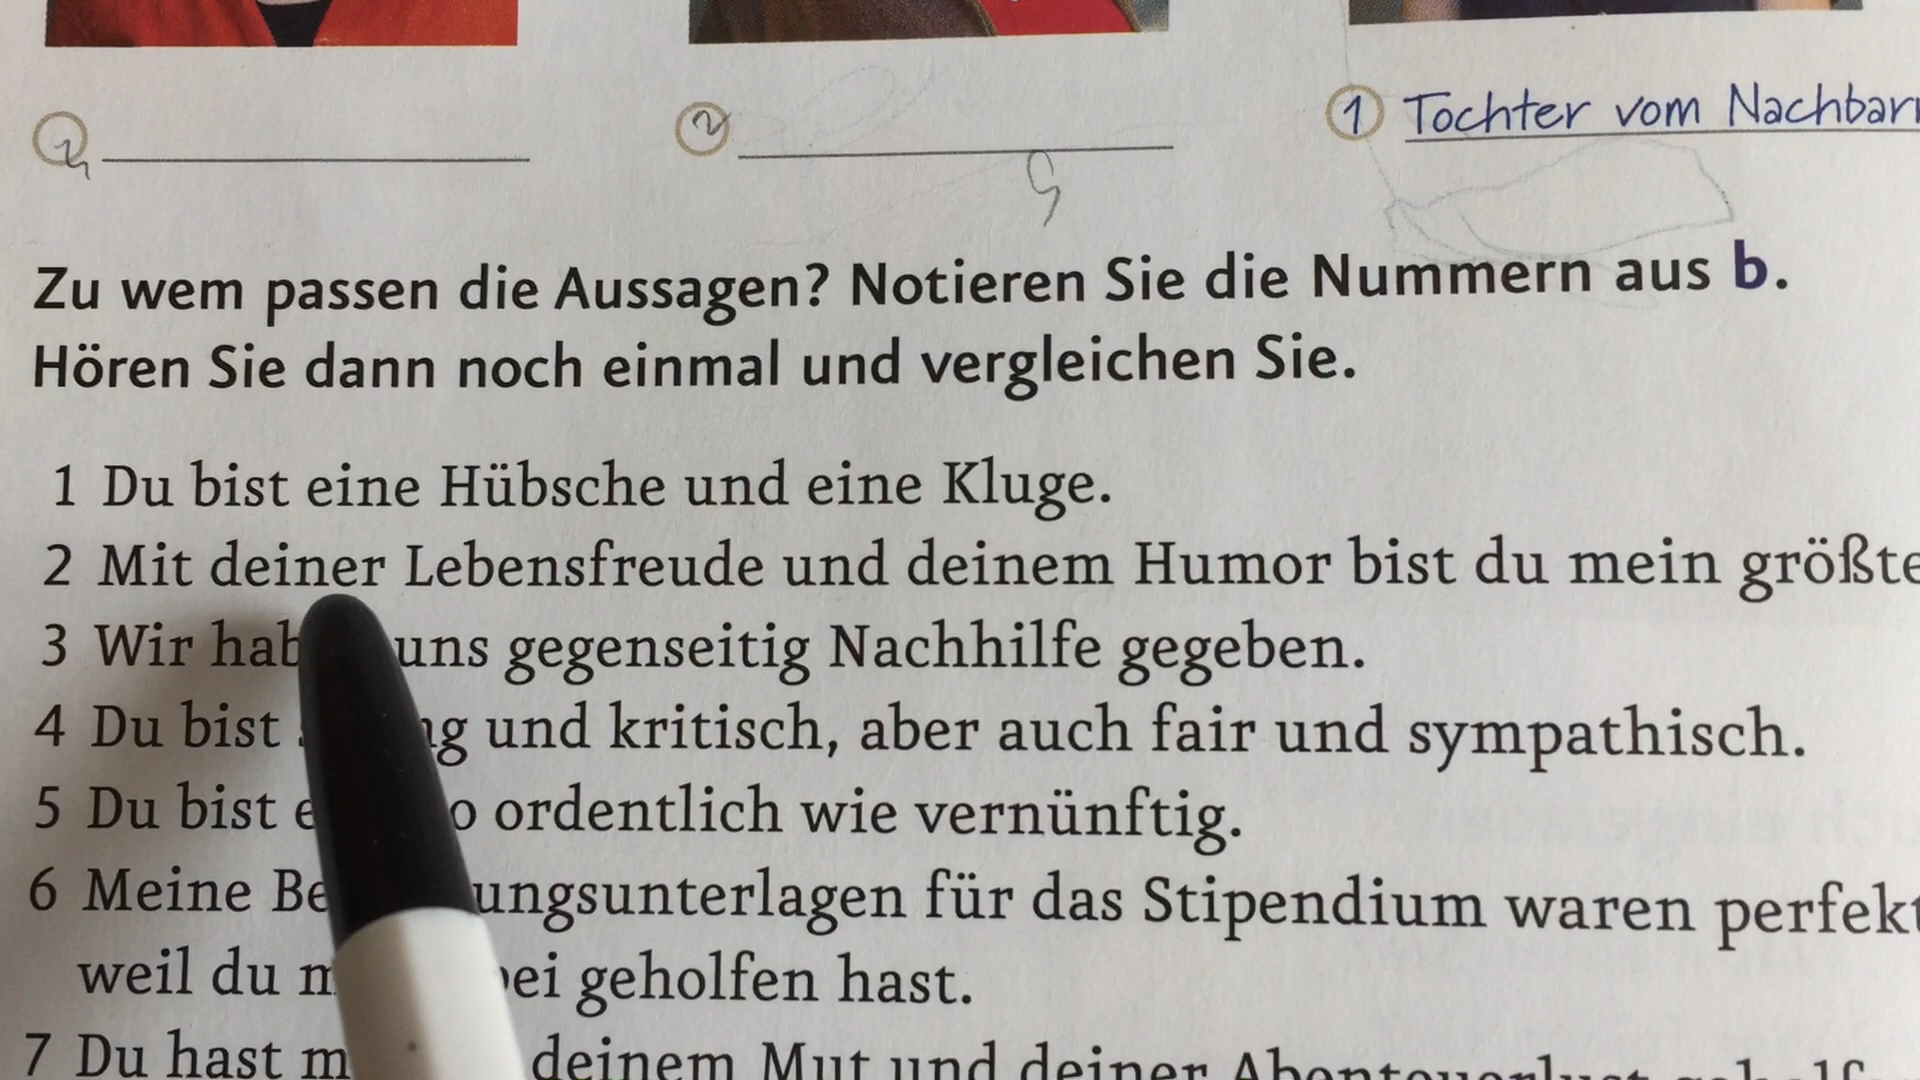 2
1 Tochter vom Nachbarn
Zu wem passen die Aussagen? Notieren Sie die Nummern aus b.
Hören Sie dann noch einmal und vergleichen Sie.
1 Du bist eine Hübsche und eine Kluge.
2 Mit deiner Lebensfreude und deinem Humor bist du mein größte
3 Wir hab uns gegenseitig Nachhilfe gegeben.
4 Du bist und kritisch, aber auch fair und sympathisch.
5 Du bist ordentlich wie vernünftig.
6 Meine Be ungsunterlagen für das Stipendium waren perfekt
weil du geholfen hast.
7 Du hast deinem Mut und deiner